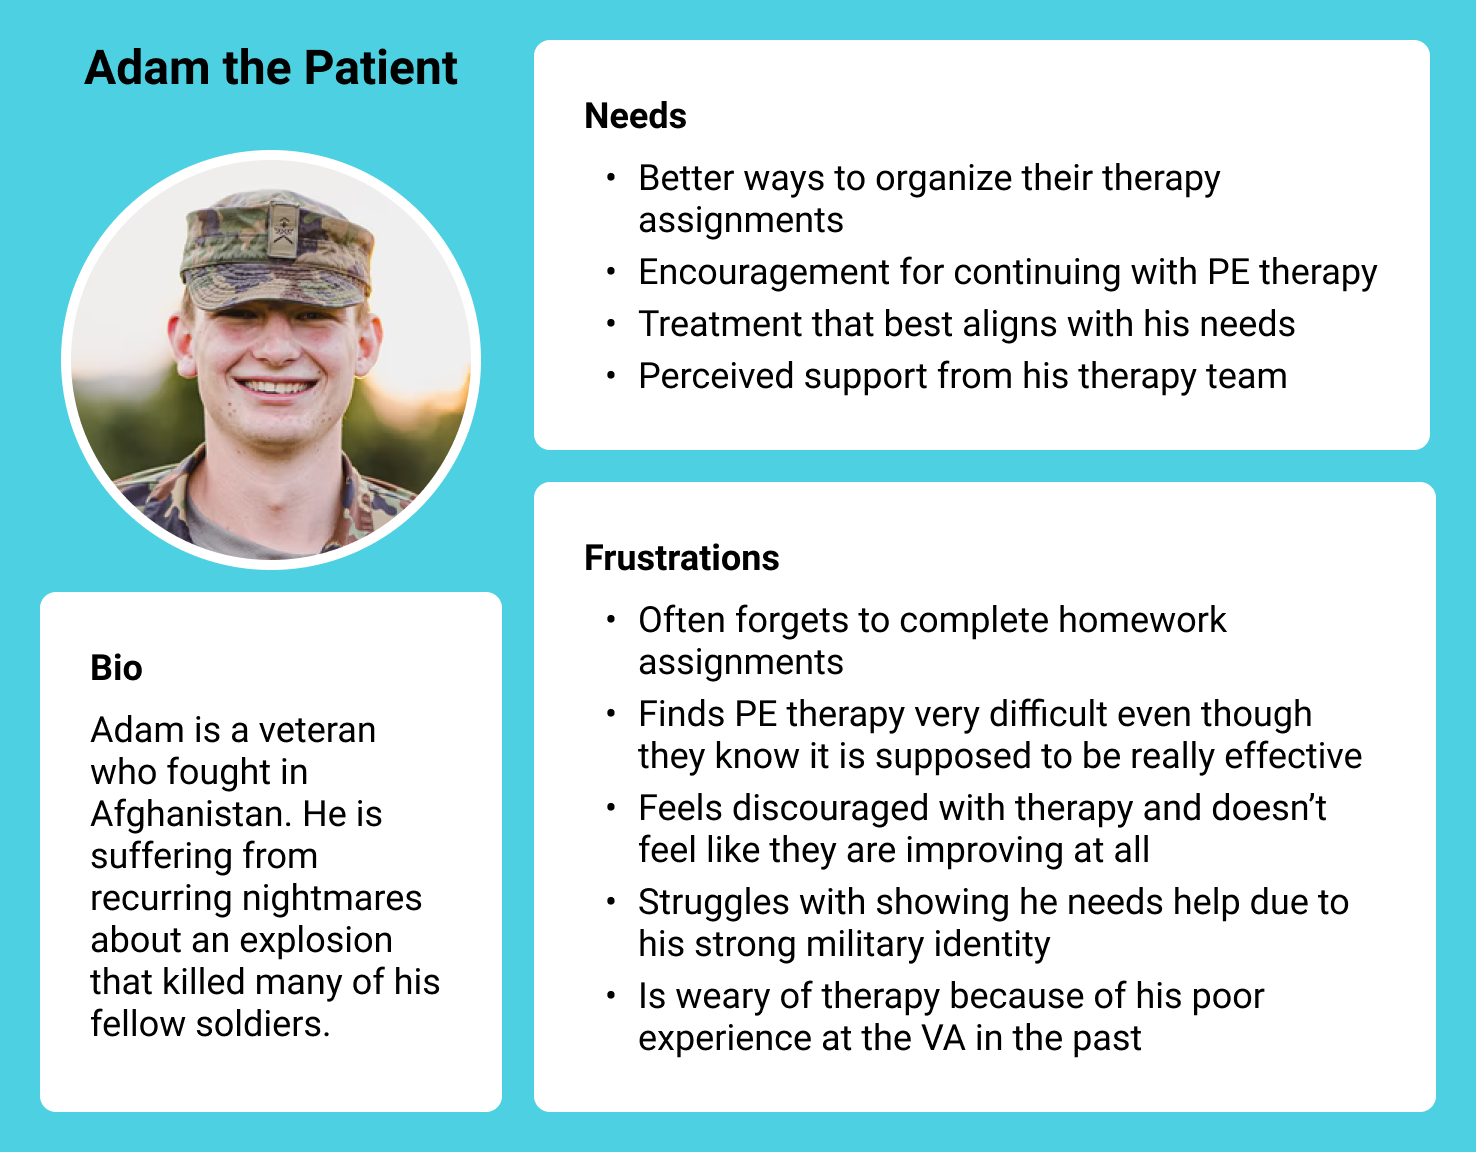 Adam the Patient
Needs
• Better ways to organize their therapy
assignments
• Encouragement for continuing with PE therapy
• Treatment that best aligns with his needs
• Perceived support from his therapy team
Bio
Adam is a veteran
who fought in
Afghanistan. He is
suffering from
recurring nightmares
about an explosion
that killed many of his
fellow soldiers.
Frustrations
• Often forgets to complete homework
assignments
• Finds PE therapy very difficult even though
they know it is supposed to be really effective
• Feels discouraged with therapy and doesn’t
feel like they are improving at all
• Struggles with showing he needs help due to
his strong military identity
• Is weary of therapy because of his poor
experience at the VA in the past